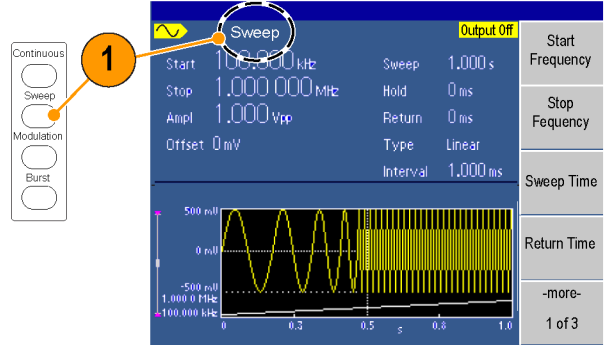 Continuous
Sweep
Modulation
Burst
1
Sweep
Output Off
Start 100.000 kHz
Stop 1.000 000 MHz
Ampl 1.000 Vpp
Offset 0 mV
Sweep 1.000 s
Hold 0 ms
Return 0 ms
Type Linear
Interval 1.000 ms
500 mV
0 mV
-500 mV
1.000 0 MHz
100.000 kHz
0 0.3 0.5 s 0.8 1.0
Start
Frequency
Stop
Fequency
Sweep Time
Return Time
-more-
1 of 3